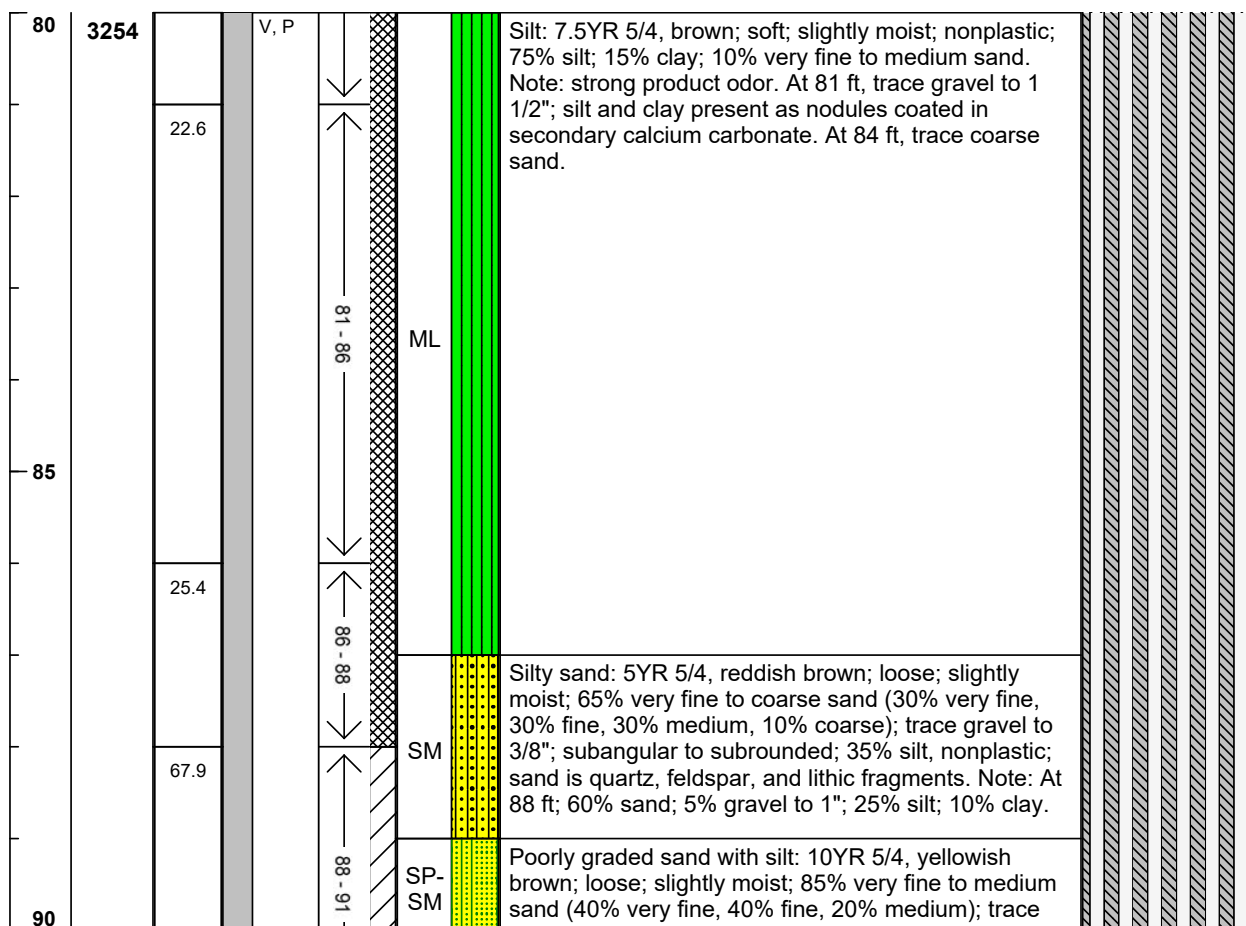 80
3254
V, P
Silt: 7.5YR 5/4, brown; soft; slightly moist; nonplastic;
75% silt; 15% clay; 10% very fine to medium sand.
Note: strong product odor. At 81 ft, trace gravel to 1
1/2"; silt and clay present as nodules coated in
secondary calcium carbonate. At 84 ft, trace coarse
sand.
22.6
81 - 86
ML
85
25.4
86 - 88
Silty sand: 5YR 5/4, reddish brown; loose; slightly
moist; 65% very fine to coarse sand (30% very fine,
30% fine, 30% medium, 10% coarse); trace gravel to
3/8"; subangular to subrounded; 35% silt, nonplastic;
sand is quartz, feldspar, and lithic fragments. Note: At
88 ft; 60% sand; 5% gravel to 1"; 25% silt; 10% clay.
SM
67.9
88 - 91
SP-
SM
Poorly graded sand with silt: 10YR 5/4, yellowish
brown; loose; slightly moist; 85% very fine to medium
sand (40% very fine, 40% fine, 20% medium); trace
90